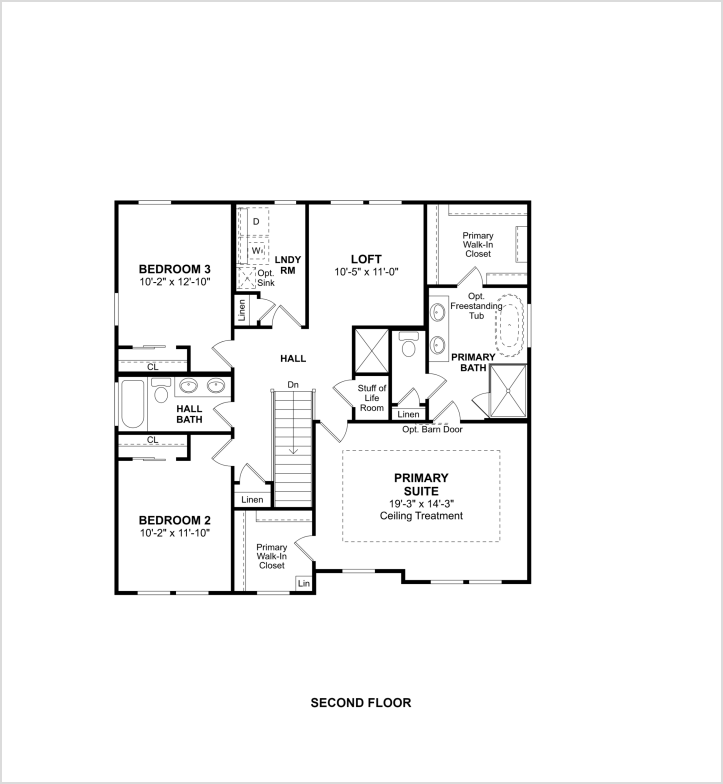 D
W
Opt.
Sink
LNDY
RM
Linen
BEDROOM 3
10'-2" x 12'-10"
CL
LOFT
10'-5" x 11'-0"
Primary
Walk-In
Closet
Opt.
Freestanding
Tub
PRIMARY
BATH
HALL
Dn
Stuff of
Life
Room
Linen
Opt. Barn Door
HALL
BATH
CL
BEDROOM 2
10'-2" x 11'-10"
Linen
Primary
Walk-In
Closet
Lin
PRIMARY
SUITE
19'-3" x 14'-3"
Ceiling Treatment
SECOND FLOOR